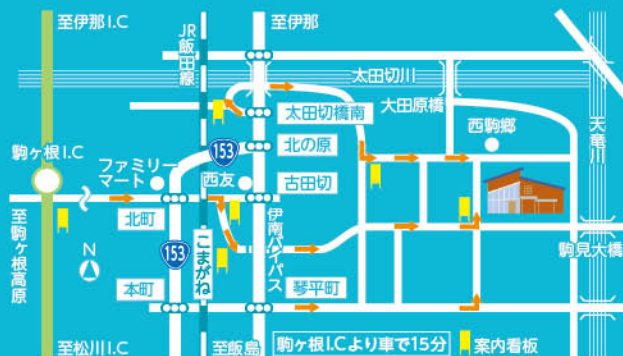 至伊那I.C
JR飯田線
至伊那
太田切川
大田原橋
太田切橋南
天竜川
西駒郷
153
北の原
駒ヶ根I.C
ファミリー
マート
西友
古田切
北町
至駒ヶ根高原
N
153
こまがね
伊南バイパス
駒見大橋
本町
琴平町
至松川I.C
至飯島
駒ヶ根I.Cより車で15分
案内看板